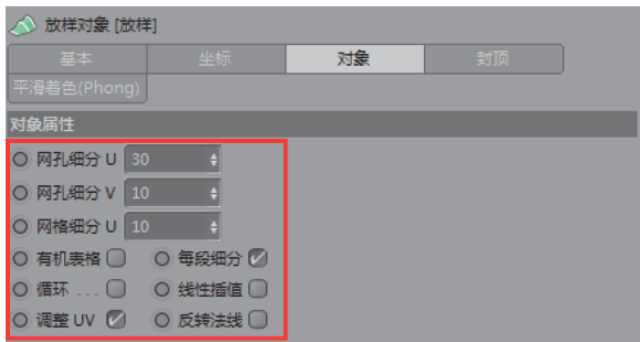 放样对象 [放样]
基本 坐标 对象 封顶
平滑着色(Phong)
对象属性
网孔细分 U 30
网孔细分 V 10
网格细分 U 10
有机表格 每段细分
循环 . . . 线性插值
调整 UV 反转法线